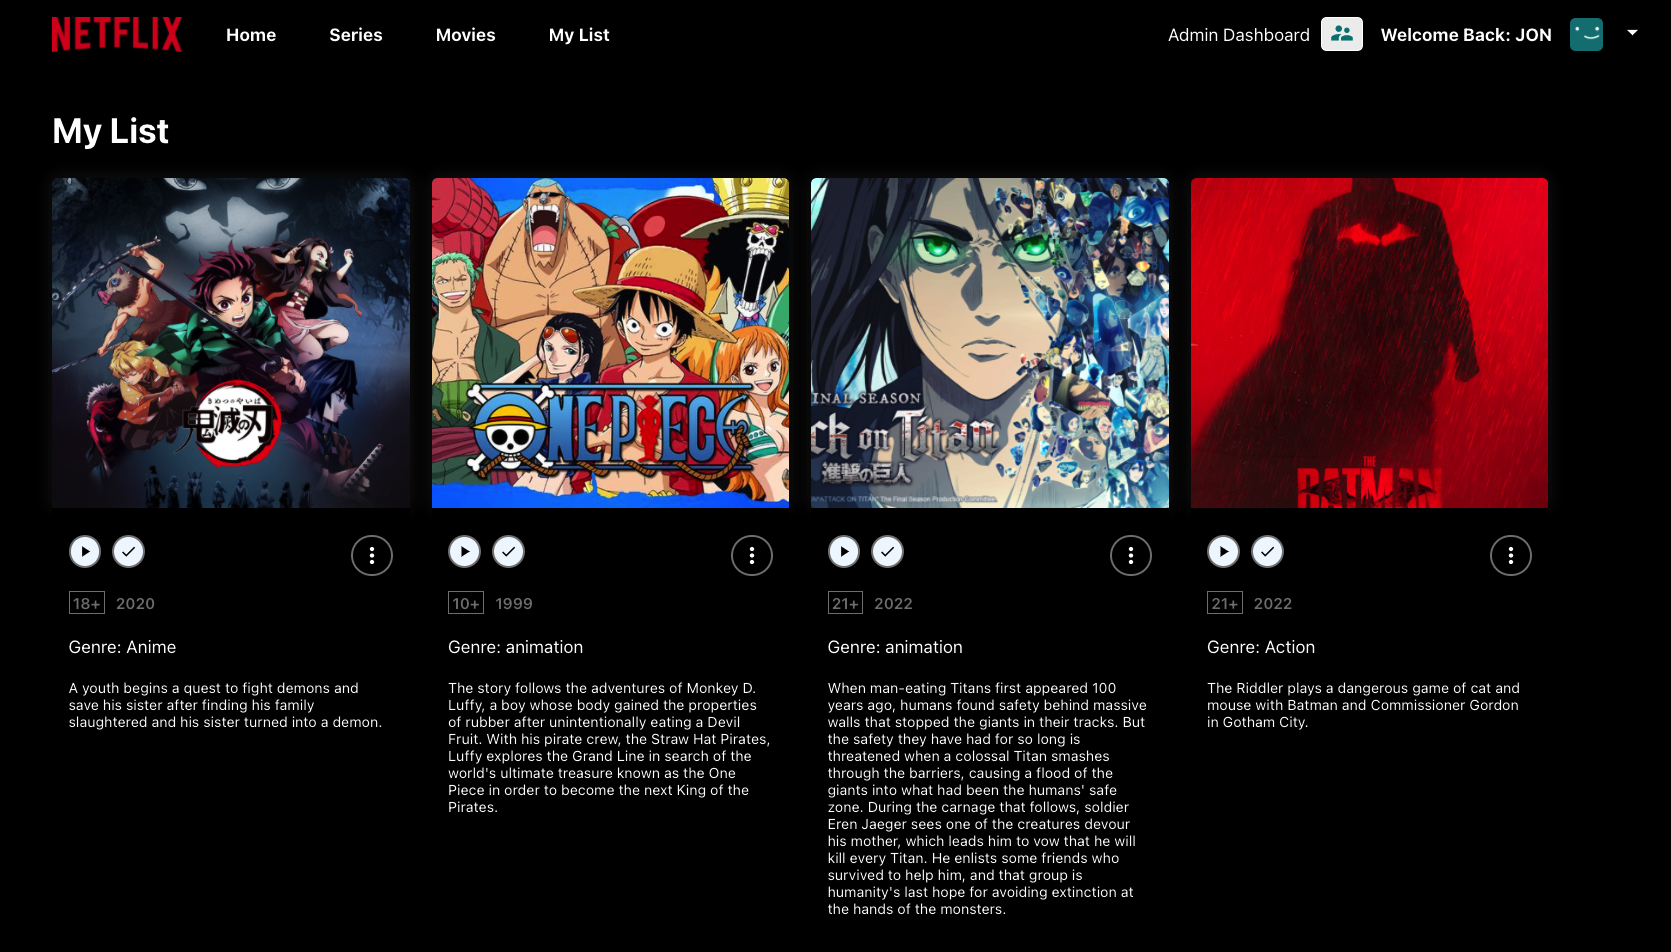 NETFLIX
Home
Series
Movies
My List
Admin Dashboard
Welcome Back: JON
My List
きめつのやいば
鬼滅の刃
ONE PIECE
INAL SEASON
ck on Titan
進撃の巨人
"ATTACK ON TITAN" The Final Season Production Committee
THE
BATMAN
18+ 2020
Genre: Anime
A youth begins a quest to fight demons and
save his sister after finding his family
slaughtered and his sister turned into a demon.
10+ 1999
Genre: animation
The story follows the adventures of Monkey D.
Luffy, a boy whose body gained the properties
of rubber after unintentionally eating a Devil
Fruit. With his pirate crew, the Straw Hat Pirates,
Luffy explores the Grand Line in search of the
world's ultimate treasure known as the One
Piece in order to become the next King of the
Pirates.
21+ 2022
Genre: animation
When man-eating Titans first appeared 100
years ago, humans found safety behind massive
walls that stopped the giants in their tracks. But
the safety they have had for so long is
threatened when a colossal Titan smashes
through the barriers, causing a flood of the
giants into what had been the humans' safe
zone. During the carnage that follows, soldier
Eren Jaeger sees one of the creatures devour
his mother, which leads him to vow that he will
kill every Titan. He enlists some friends who
survived to help him, and that group is
humanity's last hope for avoiding extinction at
the hands of the monsters.
21+ 2022
Genre: Action
The Riddler plays a dangerous game of cat and
mouse with Batman and Commissioner Gordon
in Gotham City.